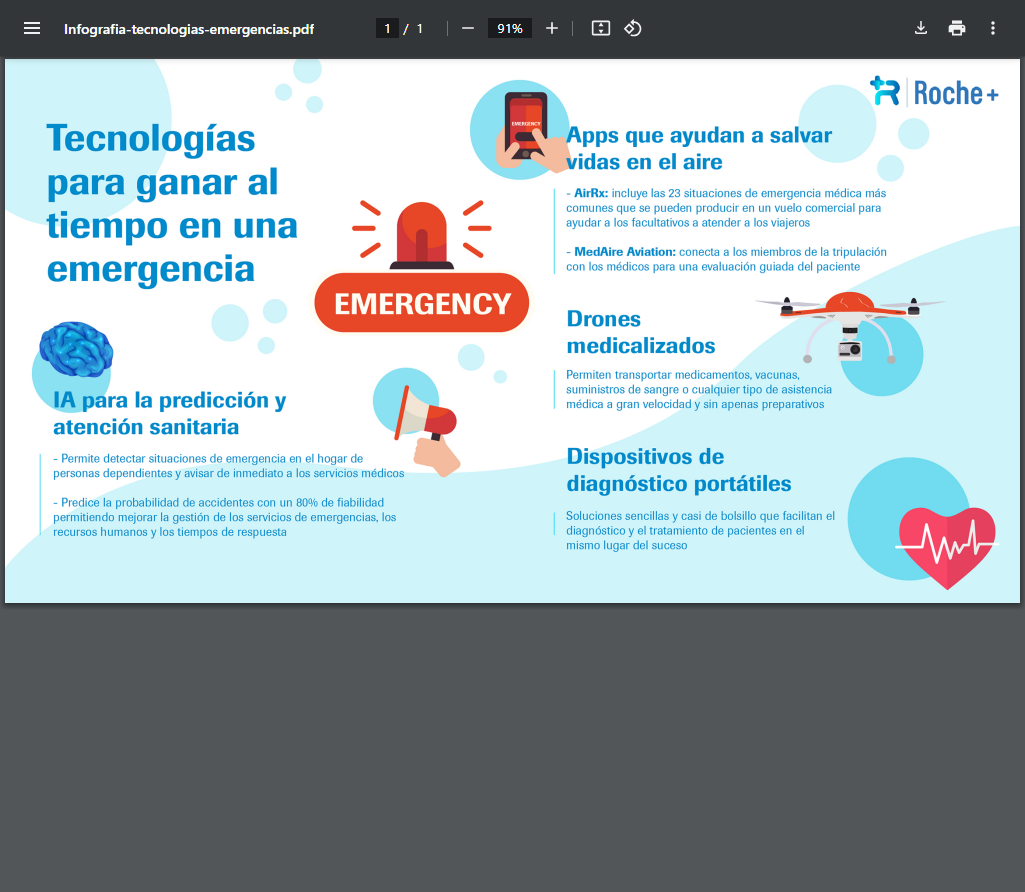 Infografia-tecnologias-emergencias.pdf
1 / 1
91%
Roche+
Tecnologías
para ganar al
tiempo en una
emergencia
EMERGENCY
IA para la predicción y
atención sanitaria
- Permite detectar situaciones de emergencia en el hogar de
personas dependientes y avisar de inmediato a los servicios médicos
- Predice la probabilidad de accidentes con un 80% de fiabilidad
permitiendo mejorar la gestión de los servicios de emergencias, los
recursos humanos y los tiempos de respuesta
EMERGENCY
Apps que ayudan a salvar
vidas en el aire
- AirRx: incluye las 23 situaciones de emergencia médica más
comunes que se pueden producir en un vuelo comercial para
ayudar a los facultativos a atender a los viajeros
- MedAire Aviation: conecta a los miembros de la tripulación
con los médicos para una evaluación guiada del paciente
Drones
medicalizados
Permiten transportar medicamentos, vacunas,
suministros de sangre o cualquier tipo de asistencia
médica a gran velocidad y sin apenas preparativos
Dispositivos de
diagnóstico portátiles
Soluciones sencillas y casi de bolsillo que facilitan el
diagnóstico y el tratamiento de pacientes en el
mismo lugar del suceso